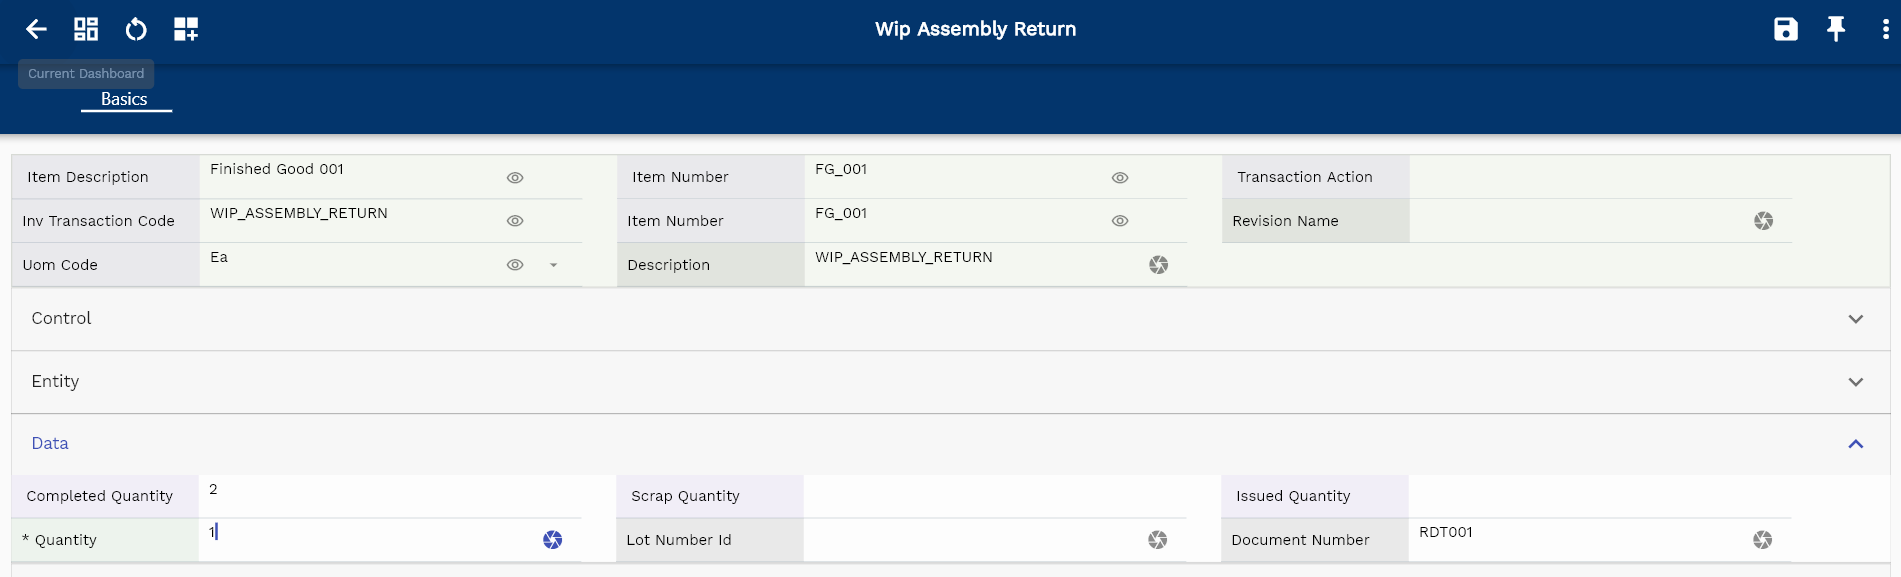 Wip Assembly Return
Current Dashboard
Basics
Item Description Finished Good 001 Item Number FG_001 Transaction Action
Inv Transaction Code WIP_ASSEMBLY_RETURN Item Number FG_001 Revision Name
Uom Code Ea Description WIP_ASSEMBLY_RETURN
Control
Entity
Data
Completed Quantity 2 Scrap Quantity Issued Quantity
* Quantity 1 Lot Number Id Document Number RDT001